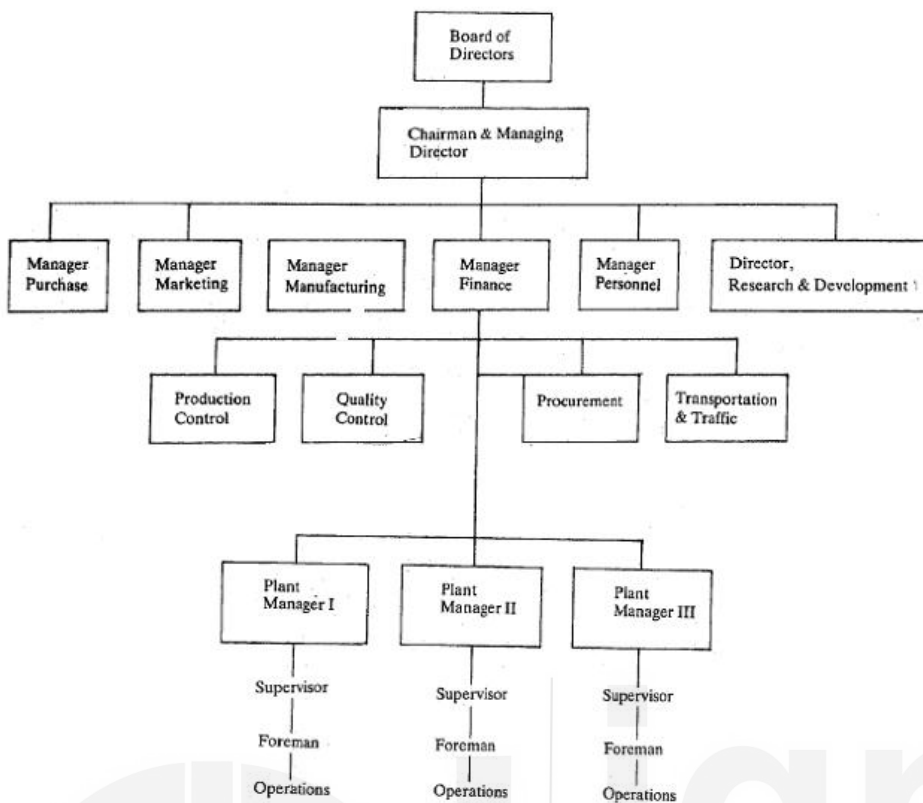 Board of
Directors
Chairman & Managing
Director
Manager
Purchase
Manager
Marketing
Manager
Manufacturing
Manager
Finance
Manager
Personnel
Director,
Research & Development
Production
Control
Quality
Control
Procurement
Transportation
& Traffic
Plant
Manager I
Plant
Manager II
Plant
Manager III
Supervisor
Supervisor
Supervisor
Foreman
Foreman
Foreman
Operations
Operations
Operations